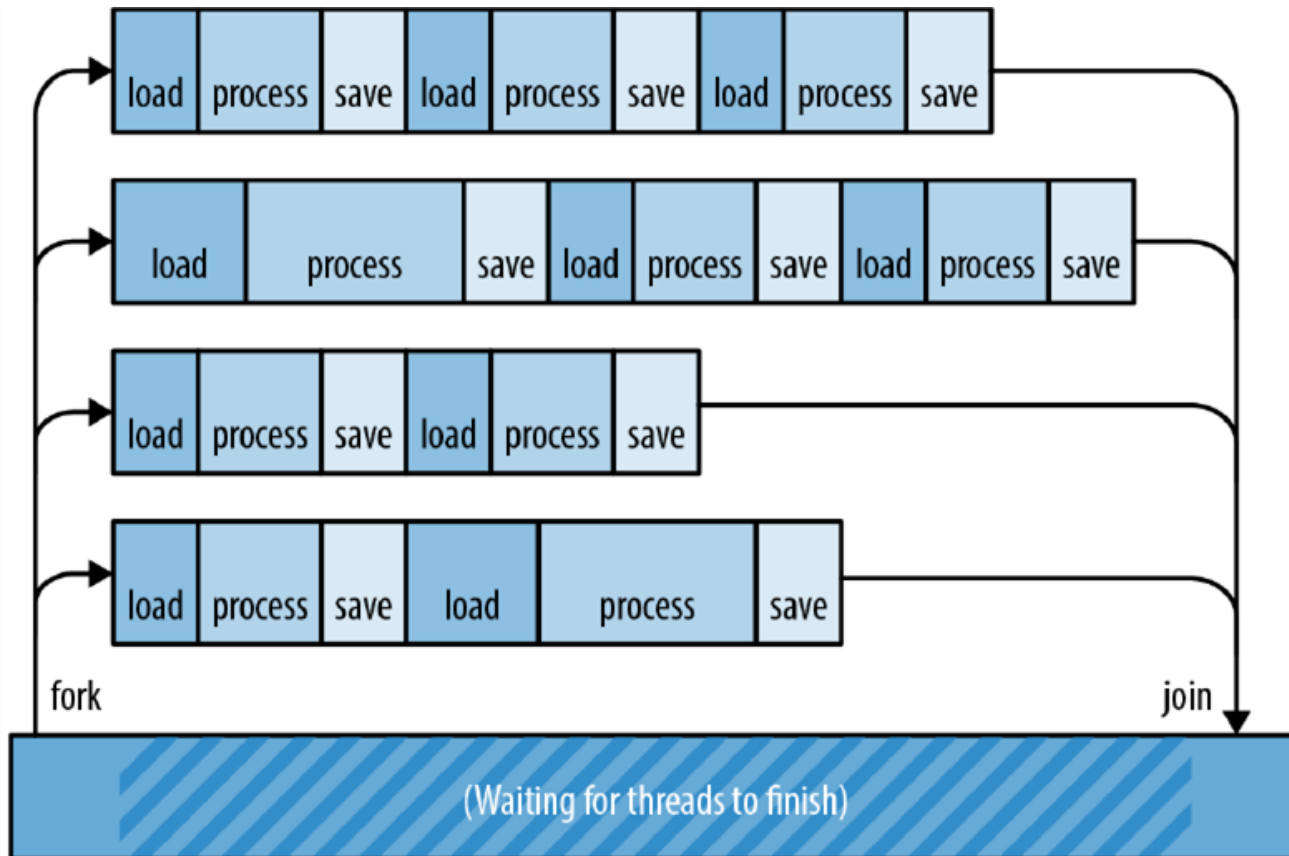 load process save load process save load process save
load process save load process save load process save
load process save load process save
load process save load process save
fork join
(Waiting for threads to finish)